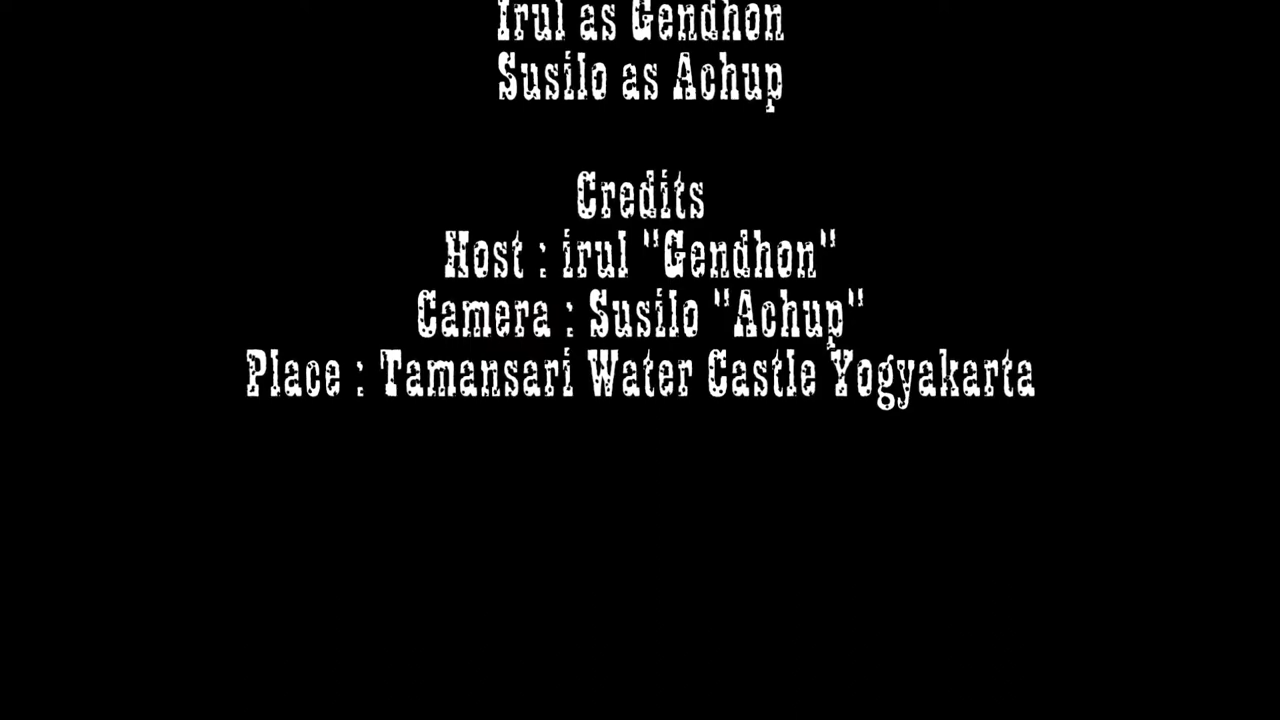 Irul as Gendhon
Susilo as Achup
Credits
Host : irul "Gendhon"
Camera : Susilo "Achup"
Place : Tamansari Water Castle Yogyakarta